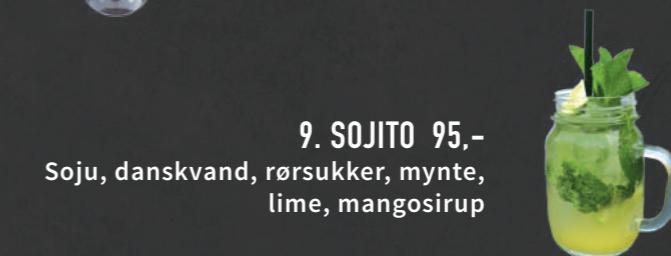 9. SOJITO 95,-
Soju, danskvand, rørsukker, mynte,
lime, mangosirup